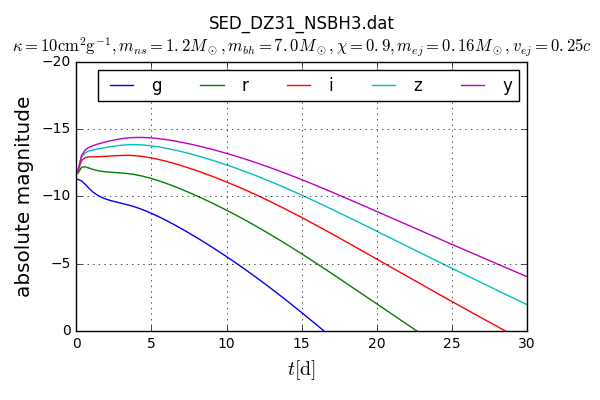 SED_DZ31_NSBH3.dat
κ = 10cm²g⁻¹, m_ns = 1.2M_⊙, m_bh = 7.0M_⊙, χ = 0.9, m_ej = 0.16M_⊙, v_ej = 0.25c
−20
g r i z y
−15
−10
−5
0
absolute magnitude
0 5 10 15 20 25 30
t[d]